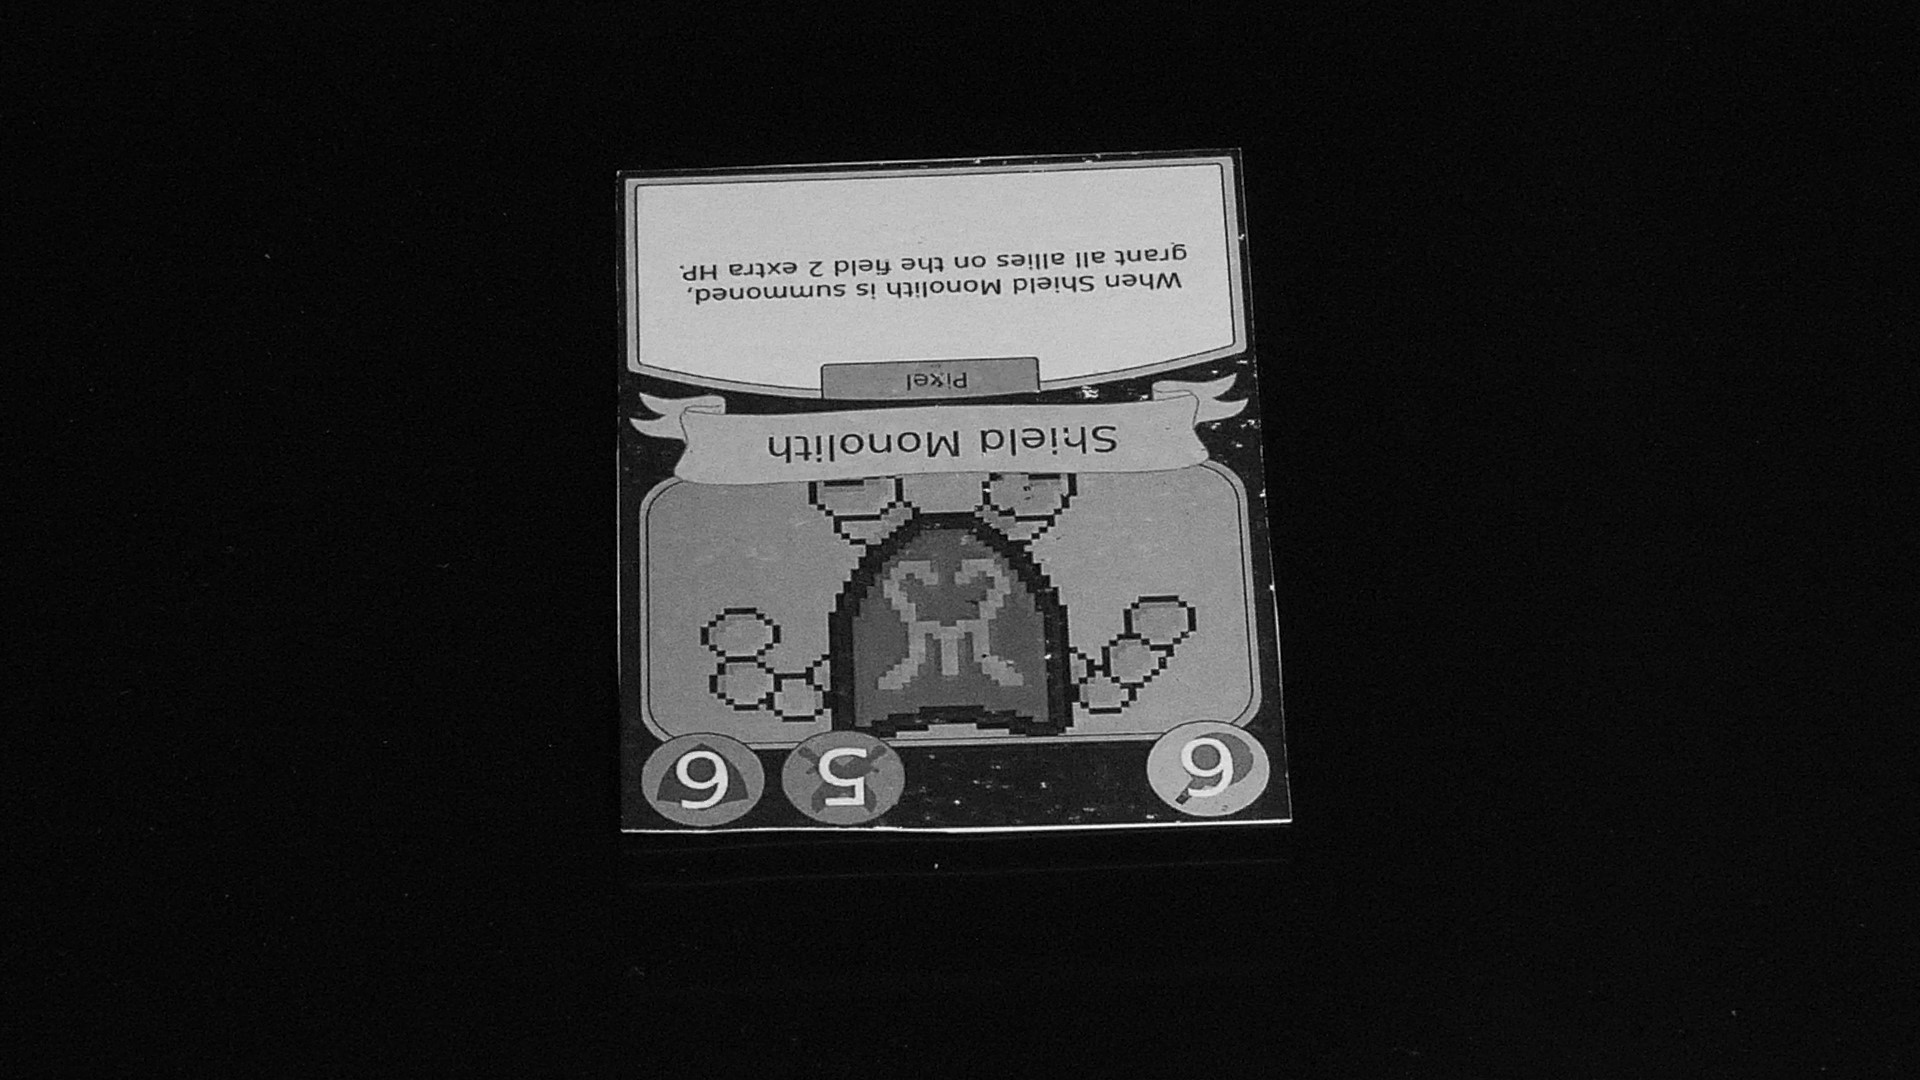 6 5 6
Shield Monolith
Pixel
When Shield Monolith is summoned,
grant all allies on the field 2 extra HP.